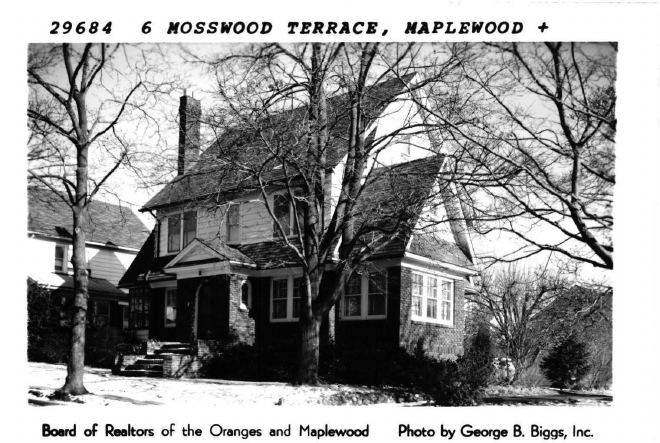 29684 6 MOSSWOOD TERRACE, MAPLEWOOD +
Board of Realtors of the Oranges and Maplewood Photo by George B. Biggs, Inc.